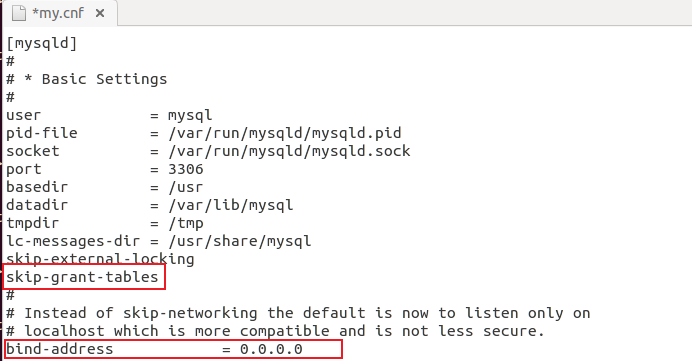 *my.cnf ×
[mysqld]
#
# * Basic Settings
#
user            = mysql
pid-file        = /var/run/mysqld/mysqld.pid
socket          = /var/run/mysqld/mysqld.sock
port            = 3306
basedir         = /usr
datadir         = /var/lib/mysql
tmpdir          = /tmp
lc-messages-dir = /usr/share/mysql
skip-external-locking
skip-grant-tables
#
# Instead of skip-networking the default is now to listen only on
# localhost which is more compatible and is not less secure.
bind-address            = 0.0.0.0